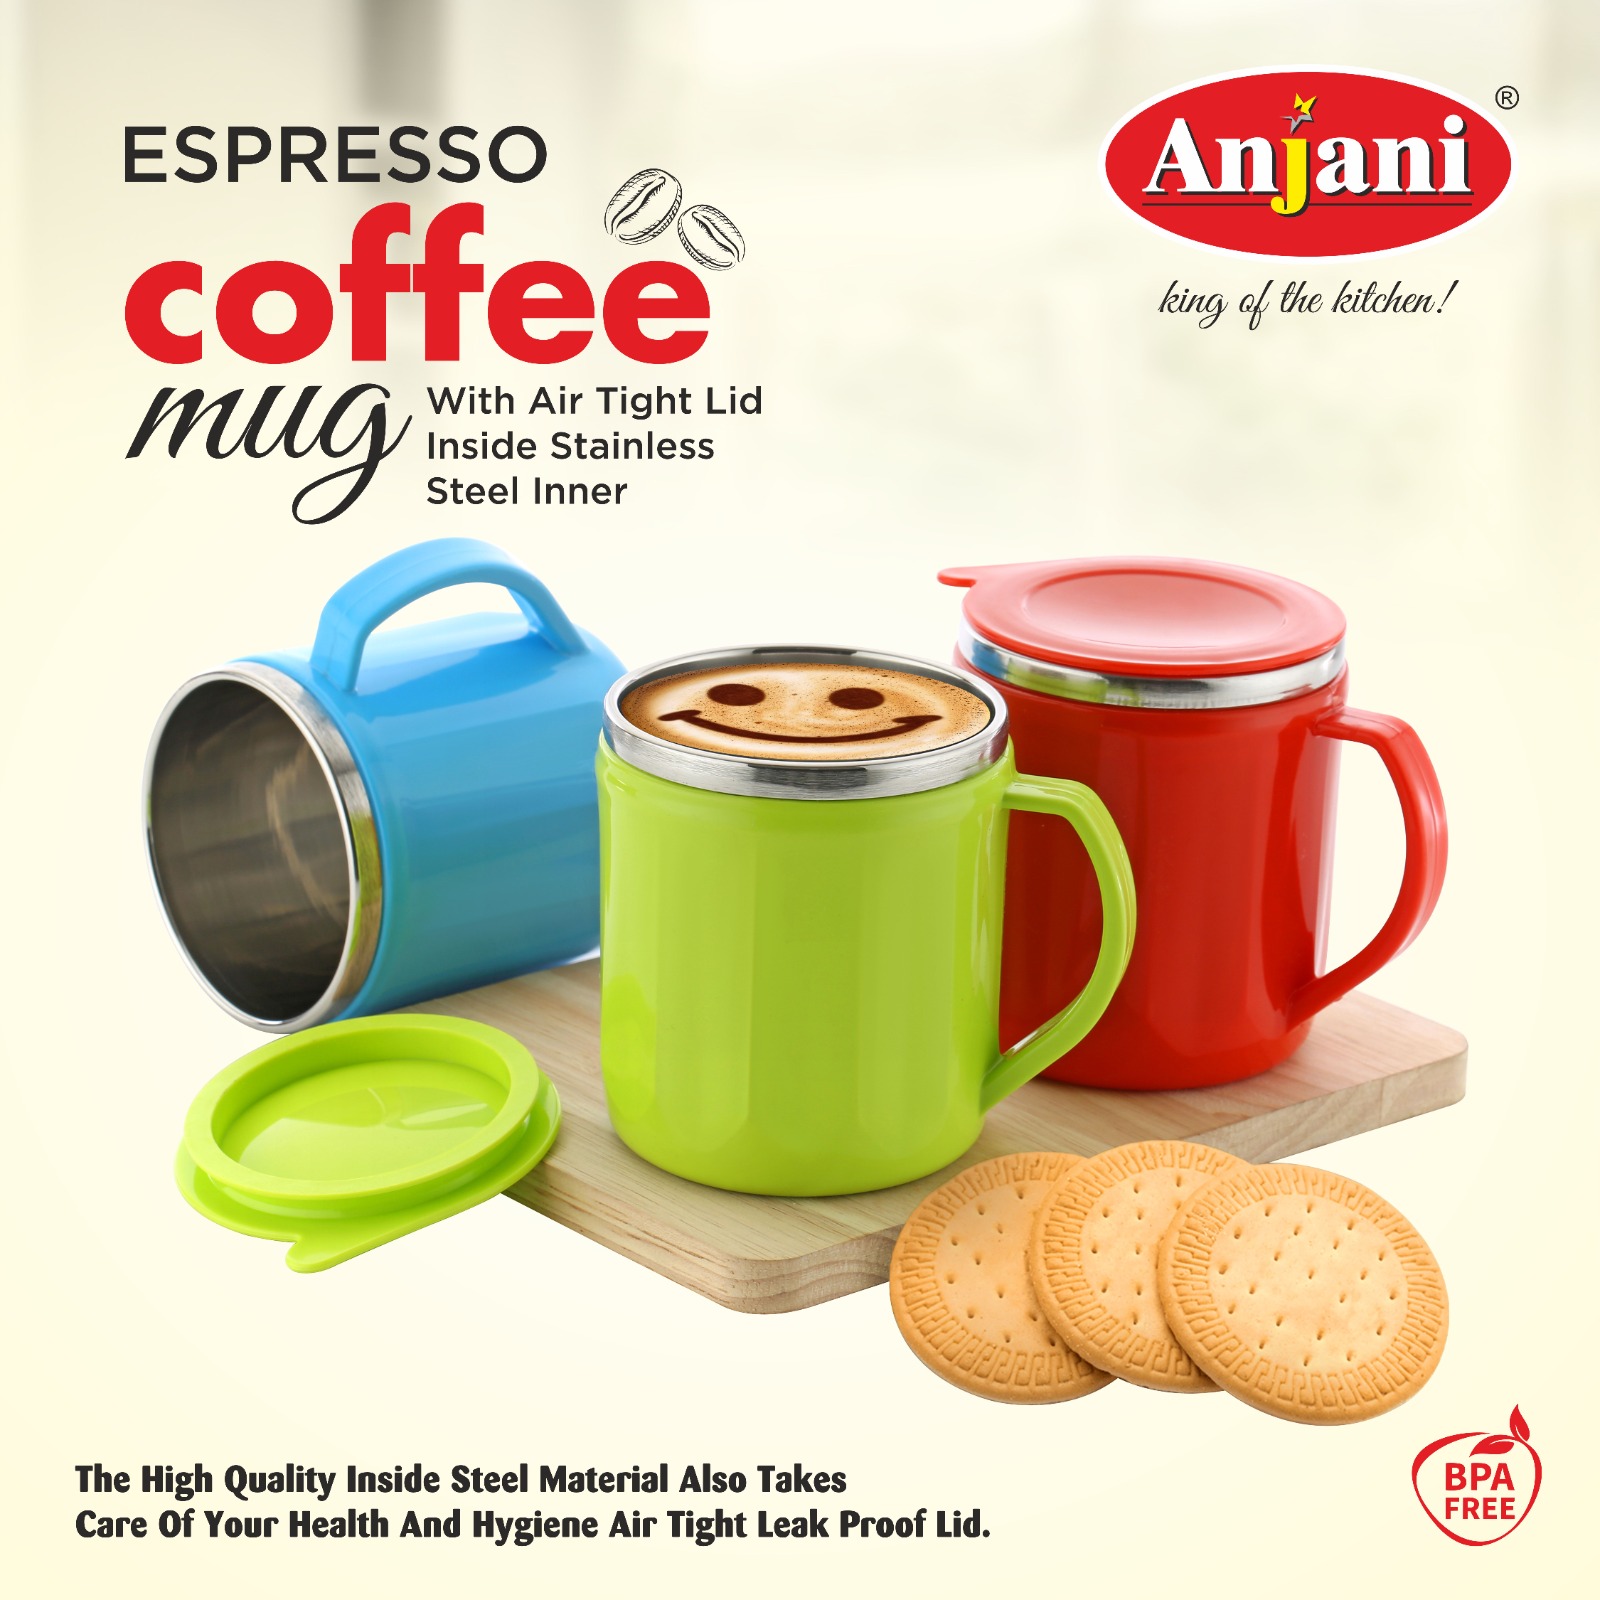 ESPRESSO
coffee
mug
With Air Tight Lid
Inside Stainless
Steel Inner
Anjani
®
king of the kitchen!
The High Quality Inside Steel Material Also Takes
Care Of Your Health And Hygiene Air Tight Leak Proof Lid.
BPA
FREE